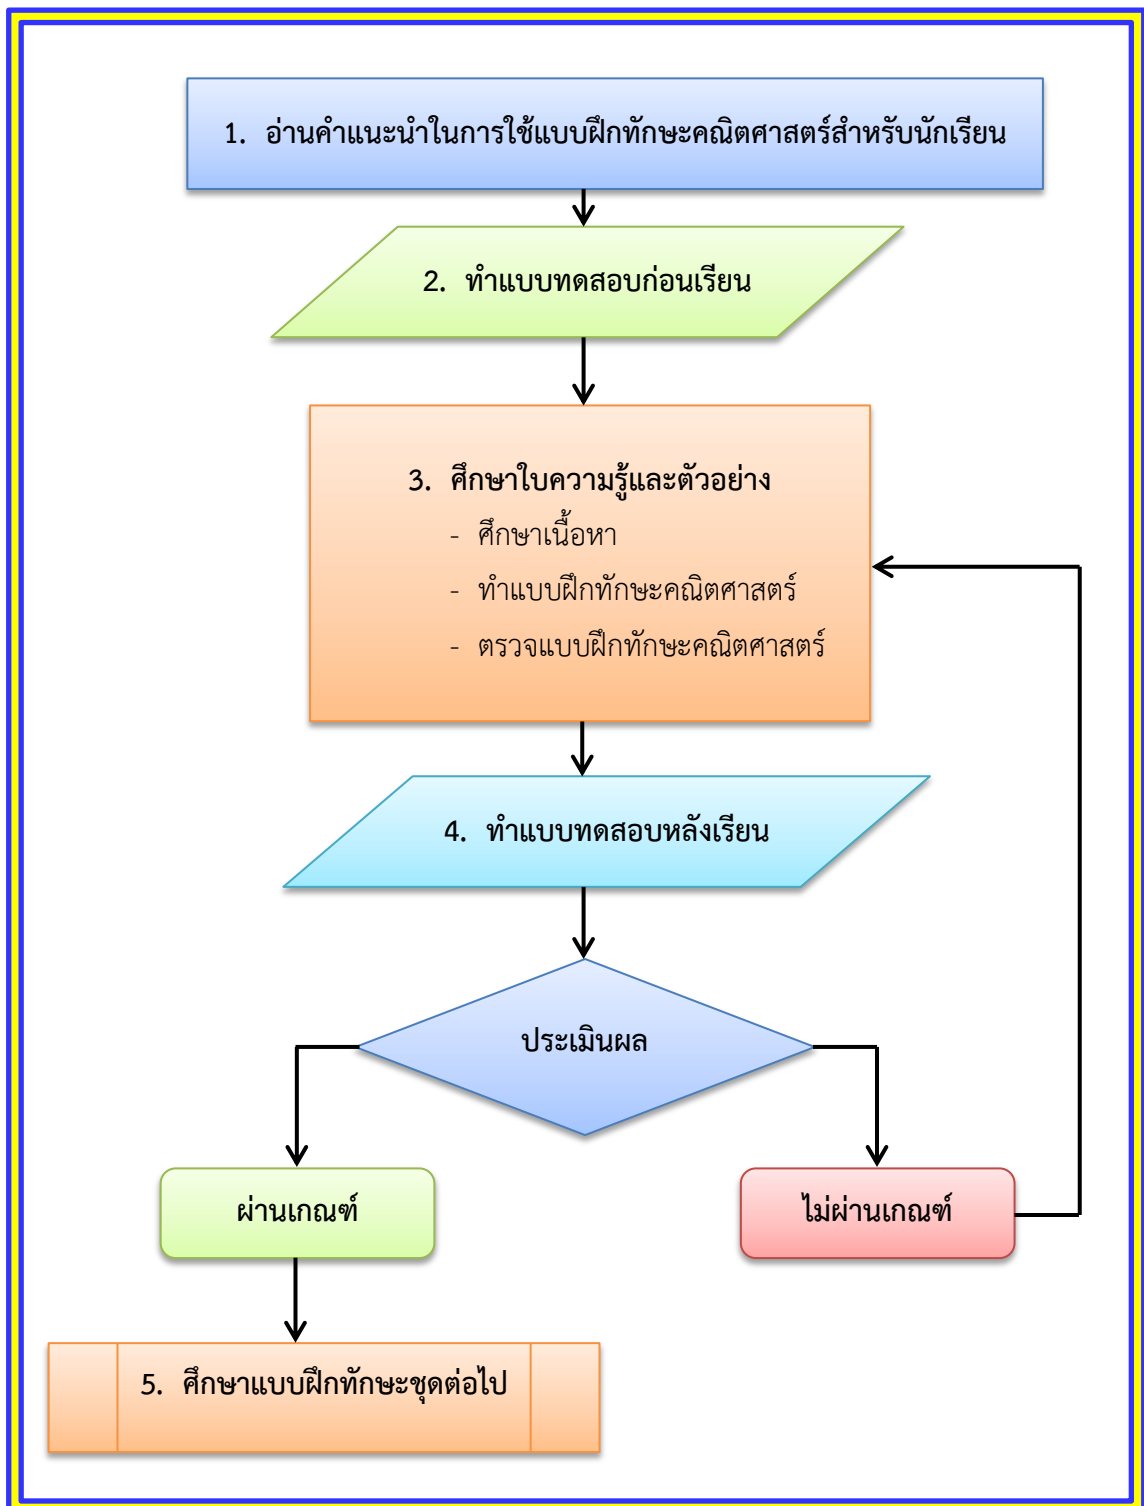 1. อ่านคำแนะนำในการใช้แบบฝึกทักษะคณิตศาสตร์สำหรับนักเรียน
2. ทำแบบทดสอบก่อนเรียน
3. ศึกษาใบความรู้และตัวอย่าง
- ศึกษาเนื้อหา
- ทำแบบฝึกทักษะคณิตศาสตร์
- ตรวจแบบฝึกทักษะคณิตศาสตร์
4. ทำแบบทดสอบหลังเรียน
ประเมินผล
ผ่านเกณฑ์
ไม่ผ่านเกณฑ์
5. ศึกษาแบบฝึกทักษะชุดต่อไป